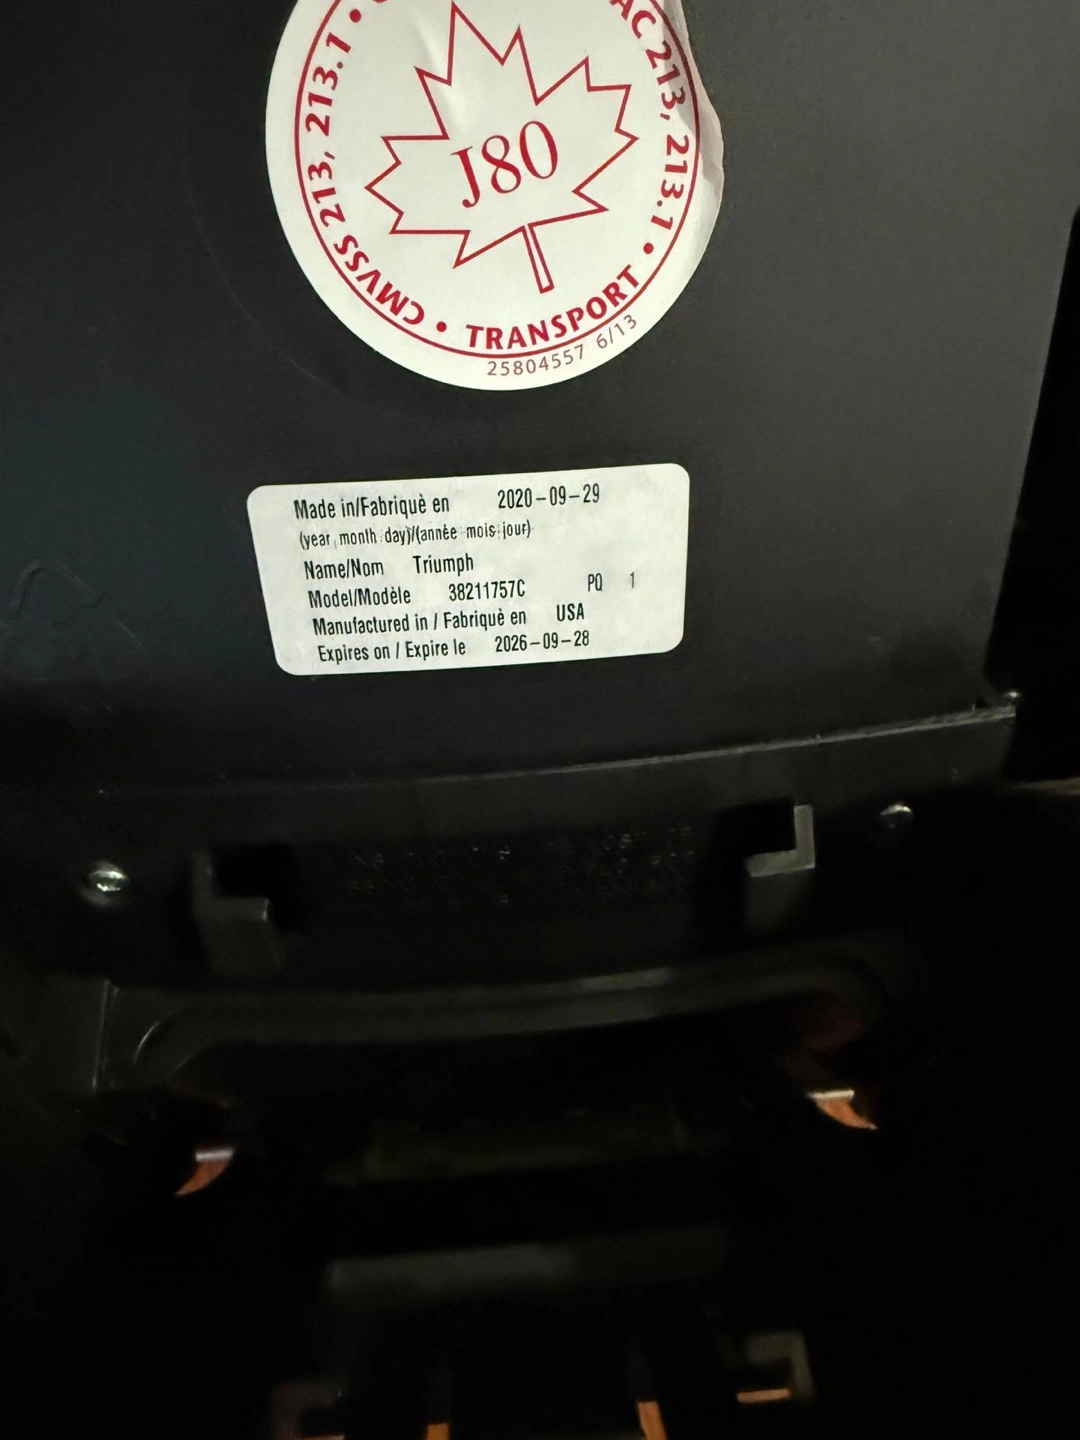 CMVSS 213, 213.1 •
AC 213, 213.1 • TRANSPORT •
J80
25804557 6/13
Made in/Fabriquè en 2020-09-29
(year, month: day)/(annèe mois: jour)
Name/Nom Triumph
Model/Modèle 38211757C PQ 1
Manufactured in / Fabriquè en USA
Expires on / Expire le 2026-09-28